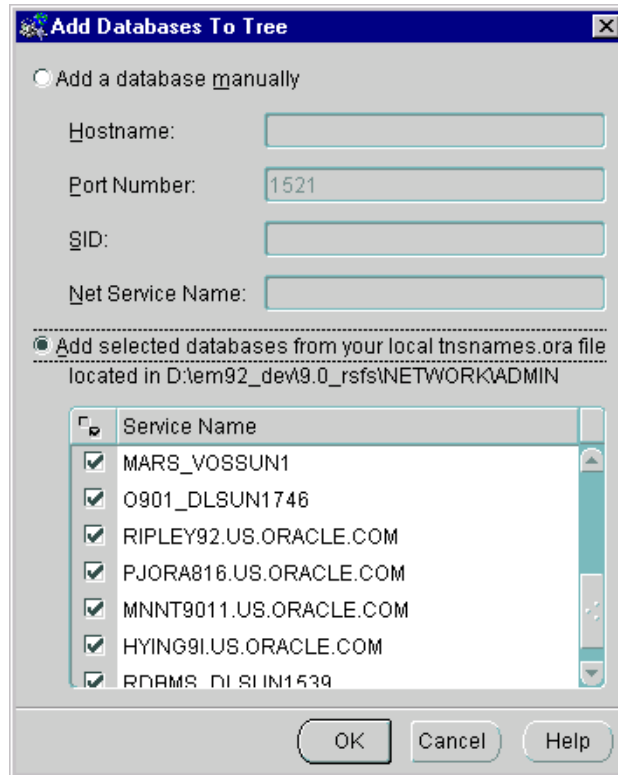 Add Databases To Tree
Add a database manually
Hostname:
Port Number: 1521
SID:
Net Service Name:
Add selected databases from your local tnsnames.ora file
located in D:\em92_dev\9.0_rsfs\NETWORK\ADMIN
Service Name
MARS_VOSSUN1
O901_DLSUN1746
RIPLEY92.US.ORACLE.COM
PJORA816.US.ORACLE.COM
MNNT9011.US.ORACLE.COM
HYING9I.US.ORACLE.COM
RDBMS_DLSUN1539
OK Cancel Help